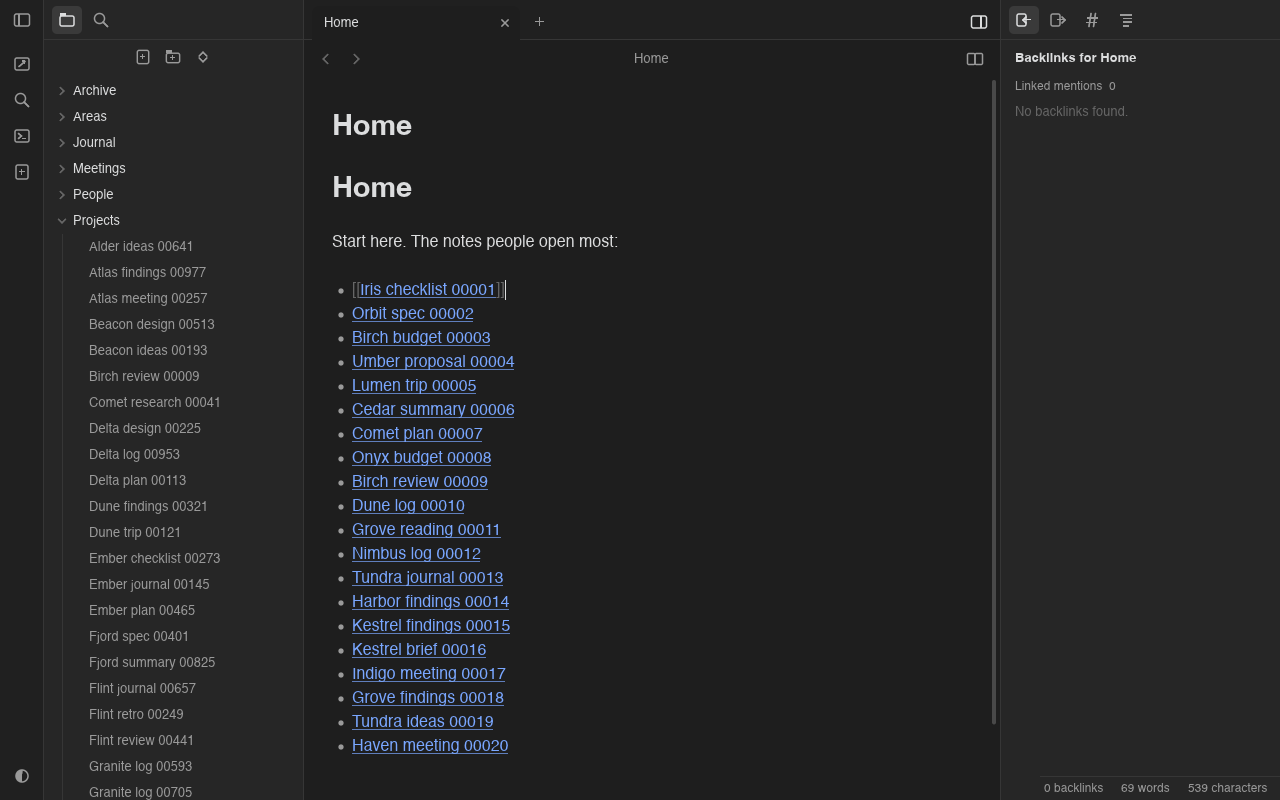 Home
Home
Archive
Areas
Journal
Meetings
People
Projects
Alder ideas 00641
Atlas findings 00977
Atlas meeting 00257
Beacon design 00513
Beacon ideas 00193
Birch review 00009
Comet research 00041
Delta design 00225
Delta log 00953
Delta plan 00113
Dune findings 00321
Dune trip 00121
Ember checklist 00273
Ember journal 00145
Ember plan 00465
Fjord spec 00401
Fjord summary 00825
Flint journal 00657
Flint retro 00249
Flint review 00441
Granite log 00593
Granite log 00705
Home
Home
Start here. The notes people open most:
[[Iris checklist 00001]]
Orbit spec 00002
Birch budget 00003
Umber proposal 00004
Lumen trip 00005
Cedar summary 00006
Comet plan 00007
Onyx budget 00008
Birch review 00009
Dune log 00010
Grove reading 00011
Nimbus log 00012
Tundra journal 00013
Harbor findings 00014
Kestrel findings 00015
Kestrel brief 00016
Indigo meeting 00017
Grove findings 00018
Tundra ideas 00019
Haven meeting 00020
Backlinks for Home
Linked mentions 0
No backlinks found.
0 backlinks 69 words 539 characters